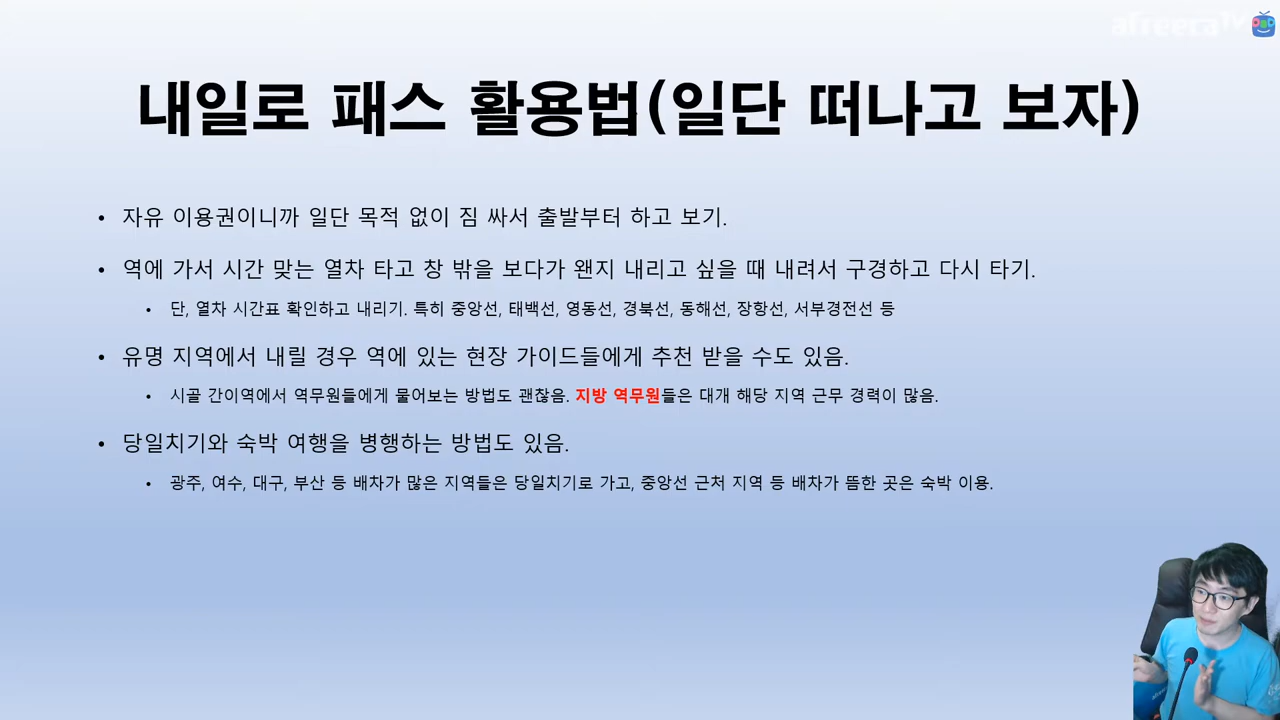 afreecaTV
내일로 패스 활용법(일단 떠나고 보자)
• 자유 이용권이니까 일단 목적 없이 짐 싸서 출발부터 하고 보기.
• 역에 가서 시간 맞는 열차 타고 창 밖을 보다가 왠지 내리고 싶을 때 내려서 구경하고 다시 타기.
• 단, 열차 시간표 확인하고 내리기. 특히 중앙선, 태백선, 영동선, 경북선, 동해선, 장항선, 서부경전선 등
• 유명 지역에서 내릴 경우 역에 있는 현장 가이드들에게 추천 받을 수도 있음.
• 시골 간이역에서 역무원들에게 물어보는 방법도 괜찮음. 지방 역무원들은 대개 해당 지역 근무 경력이 많음.
• 당일치기와 숙박 여행을 병행하는 방법도 있음.
• 광주, 여수, 대구, 부산 등 배차가 많은 지역들은 당일치기로 가고, 중앙선 근처 지역 등 배차가 뜸한 곳은 숙박 이용.